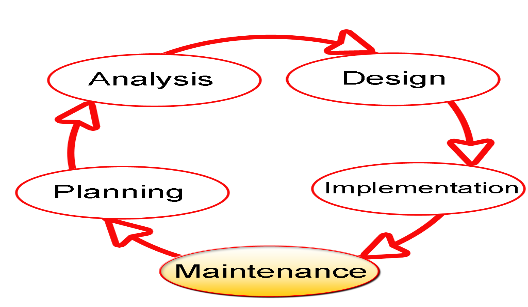 Analysis
Design
Planning
Implementation
Maintenance